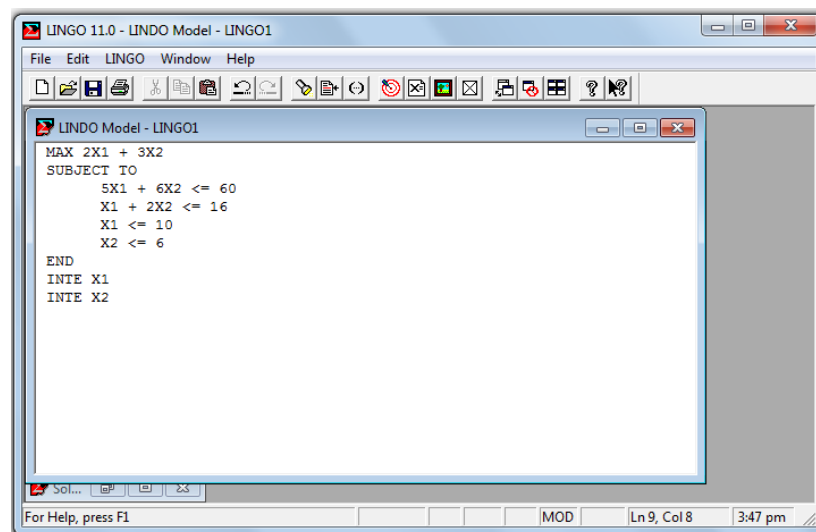 LINGO 11.0 - LINDO Model - LINGO1
File Edit LINGO Window Help
LINDO Model - LINGO1
MAX 2X1 + 3X2
SUBJECT TO
5X1 + 6X2 <= 60
X1 + 2X2 <= 16
X1 <= 10
X2 <= 6
END
INTE X1
INTE X2
Sol...
For Help, press F1 MOD Ln 9, Col 8 3:47 pm